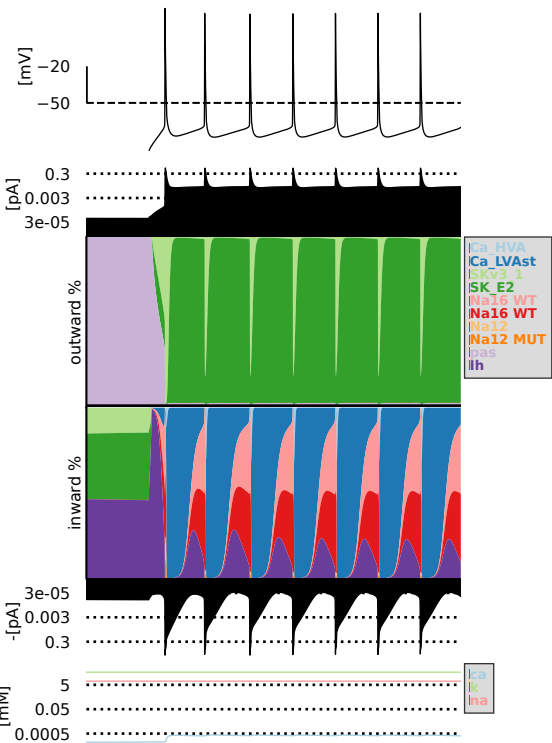 [mV]
−20
−50
[pA]
0.3
0.003
3e-05
outward %
Ca_HVA
Ca_LVAst
SKv3_1
SK_E2
Na16 WT
Na16 WT
Na12
Na12 MUT
pas
Ih
inward %
3e-05
0.003
0.3
-[pA]
ca
k
na
5
0.05
0.0005
[mM]